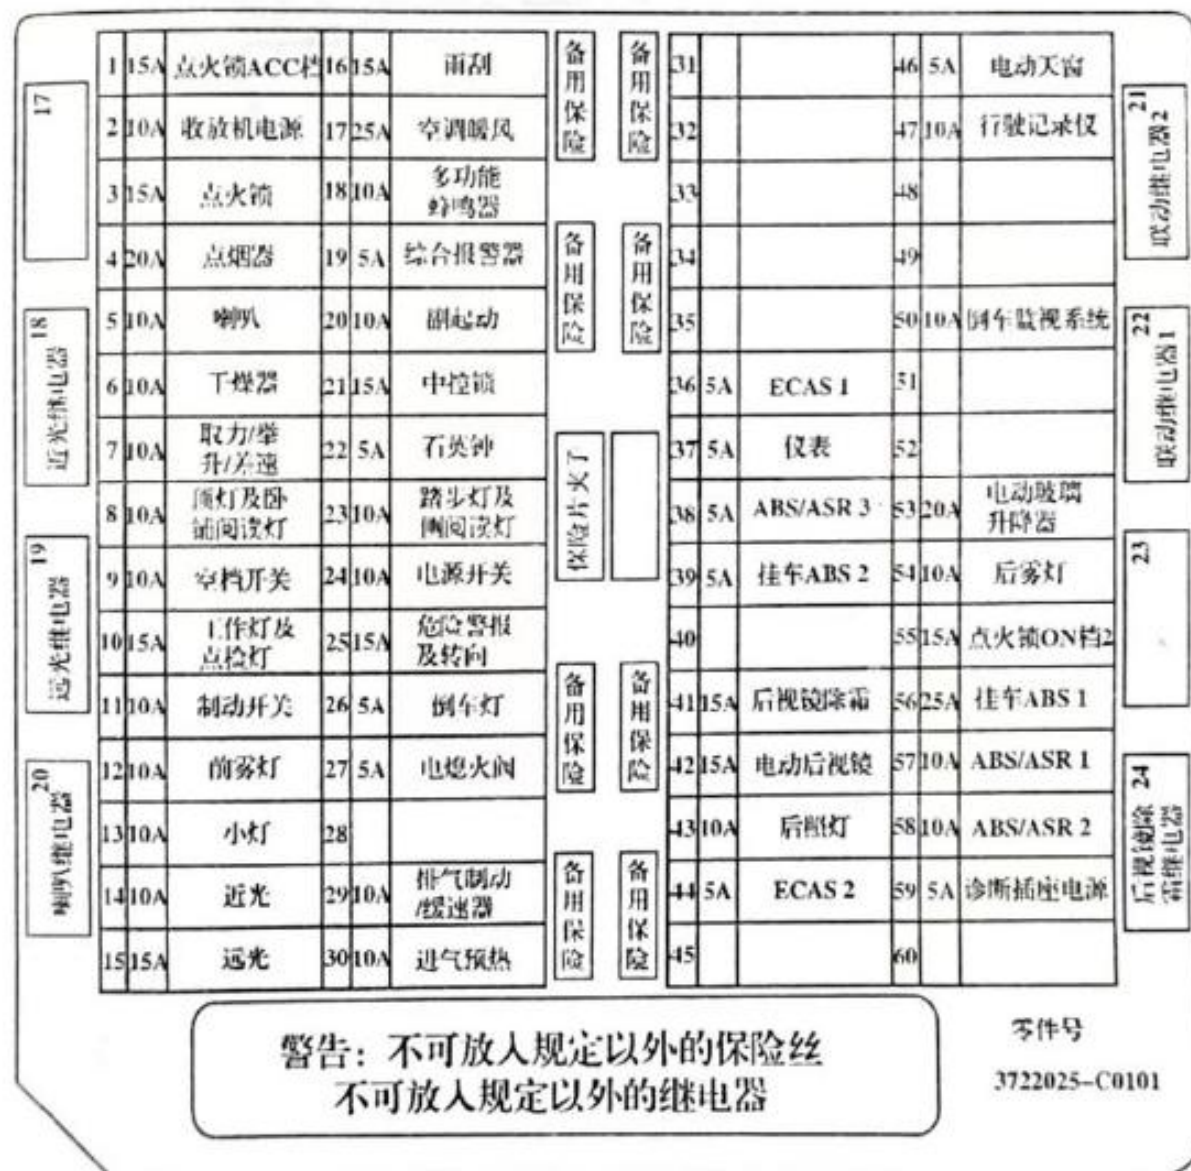 1 15A 点火锁ACC档 16 15A 雨刮
2 10A 收放机电源 17 25A 空调暖风
3 15A 点火锁 18 10A 多功能
蜂鸣器
4 20A 点烟器 19 5A 综合报警器
5 10A 喇叭 20 10A 副起动
6 10A 干燥器 21 15A 中控锁
7 10A 取力/举
升/差速 22 5A 石英钟
8 10A 顶灯及卧
铺阅读灯 23 10A 踏步灯及
侧阅读灯
9 10A 空档开关 24 10A 电源开关
10 15A 工作灯及
点检灯 25 15A 危险警报
及转向
11 10A 制动开关 26 5A 倒车灯
12 10A 前雾灯 27 5A 电熄火阀
13 10A 小灯 28
14 10A 近光 29 10A 排气制动
/缓速器
15 15A 远光 30 10A 进气预热
17
18
近光继电器
19
远光继电器
20
喇叭继电器
备用保险
备用保险
备用保险
备用保险
保险片夹子
备用保险
备用保险
备用保险
备用保险
31 46 5A 电动天窗
32 47 10A 行驶记录仪
33 48
34 49
35 50 10A 倒车监视系统
36 5A ECAS 1 51
37 5A 仪表 52
38 5A ABS/ASR 3 53 20A 电动玻璃
升降器
39 5A 挂车ABS 2 54 10A 后雾灯
40 55 15A 点火锁ON档2
41 15A 后视镜除霜 56 25A 挂车ABS 1
42 15A 电动后视镜 57 10A ABS/ASR 1
43 10A 后照灯 58 10A ABS/ASR 2
44 5A ECAS 2 59 5A 诊断插座电源
45 60
21
联动继电器2
22
联动继电器1
23
24
后视镜除
霜继电器
警告：不可放入规定以外的保险丝
不可放入规定以外的继电器
零件号
3722025-C0101